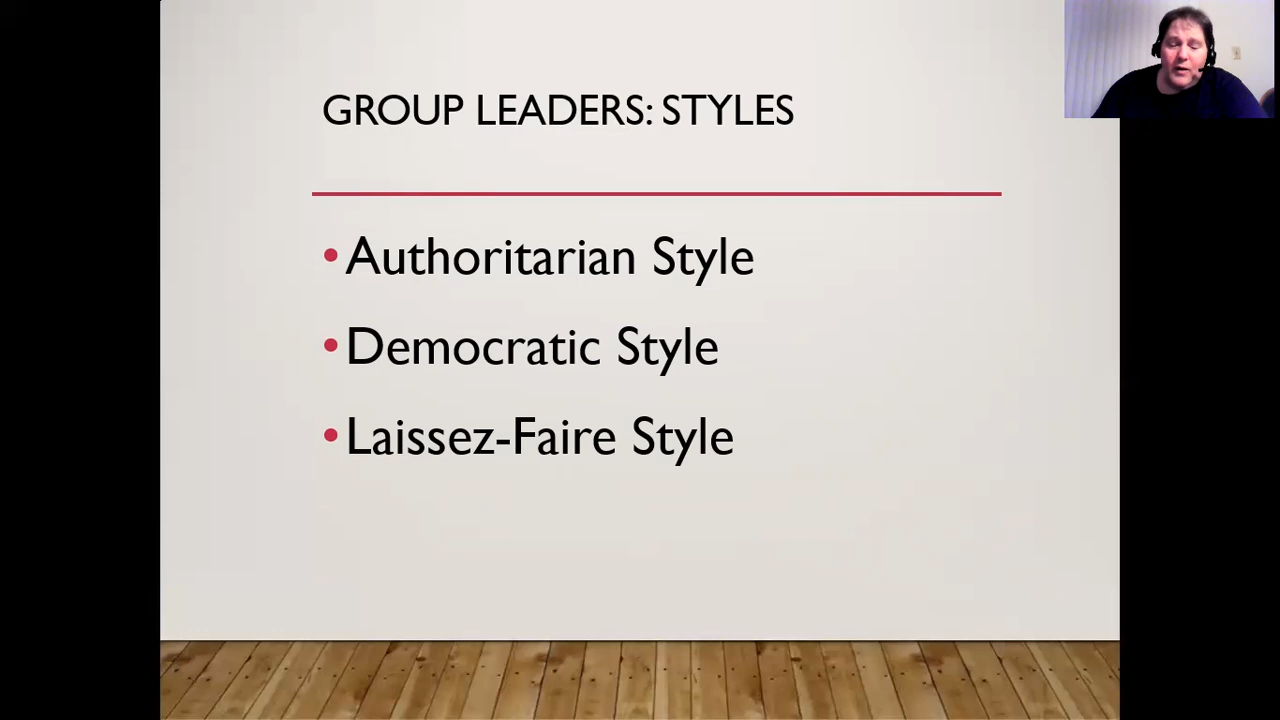 GROUP LEADERS: STYLES
•Authoritarian Style
•Democratic Style
•Laissez-Faire Style